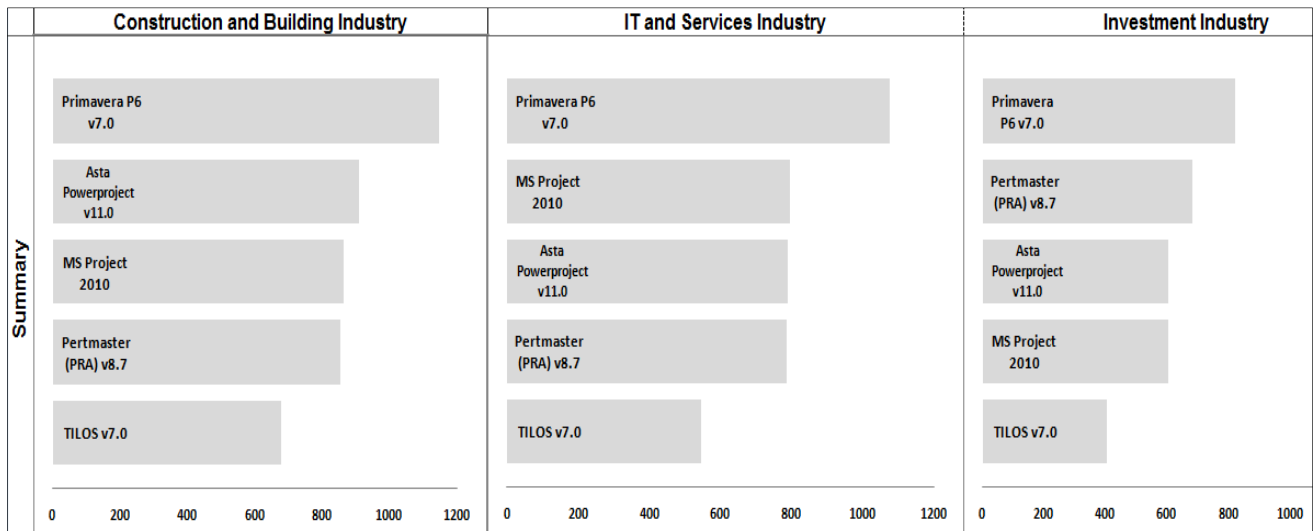 Construction and Building Industry
IT and Services Industry
Investment Industry
Summary
Primavera P6
v7.0
Asta
Powerproject
v11.0
MS Project
2010
Pertmaster
(PRA) v8.7
TILOS v7.0
0 200 400 600 800 1000 1200
Primavera P6
v7.0
MS Project
2010
Asta
Powerproject
v11.0
Pertmaster
(PRA) v8.7
TILOS v7.0
0 200 400 600 800 1000 1200
Primavera
P6 v7.0
Pertmaster
(PRA) v8.7
Asta
Powerproject
v11.0
MS Project
2010
TILOS v7.0
0 200 400 600 800 1000